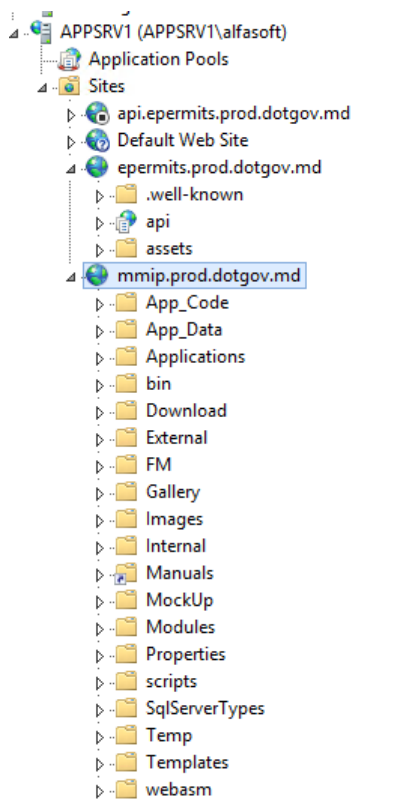 APPSRV1 (APPSRV1\alfasoft)
Application Pools
Sites
api.epermits.prod.dotgov.md
Default Web Site
epermits.prod.dotgov.md
.well-known
api
assets
mmip.prod.dotgov.md
App_Code
App_Data
Applications
bin
Download
External
FM
Gallery
Images
Internal
Manuals
MockUp
Modules
Properties
scripts
SqlServerTypes
Temp
Templates
webasm